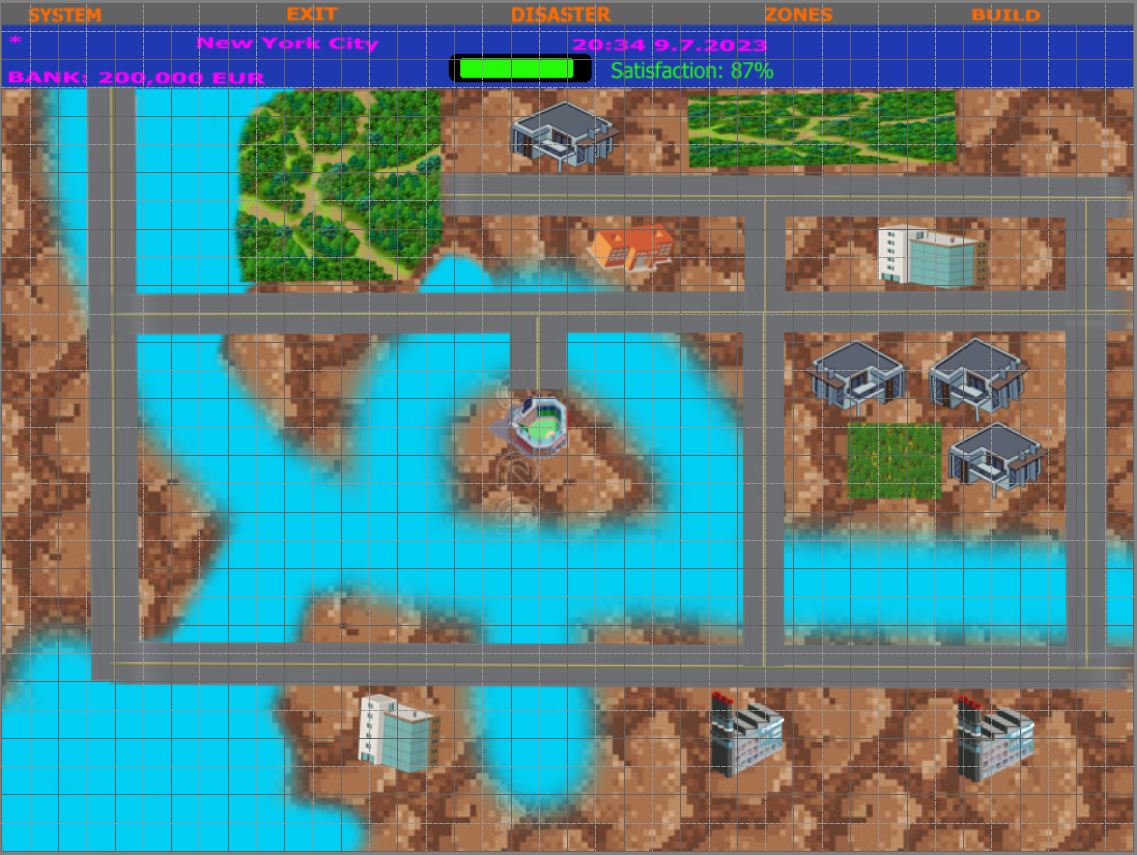 SYSTEM EXIT DISASTER ZONES BUILD
* New York City 20:34 9.7.2023
BANK: 200,000 EUR Satisfaction: 87%